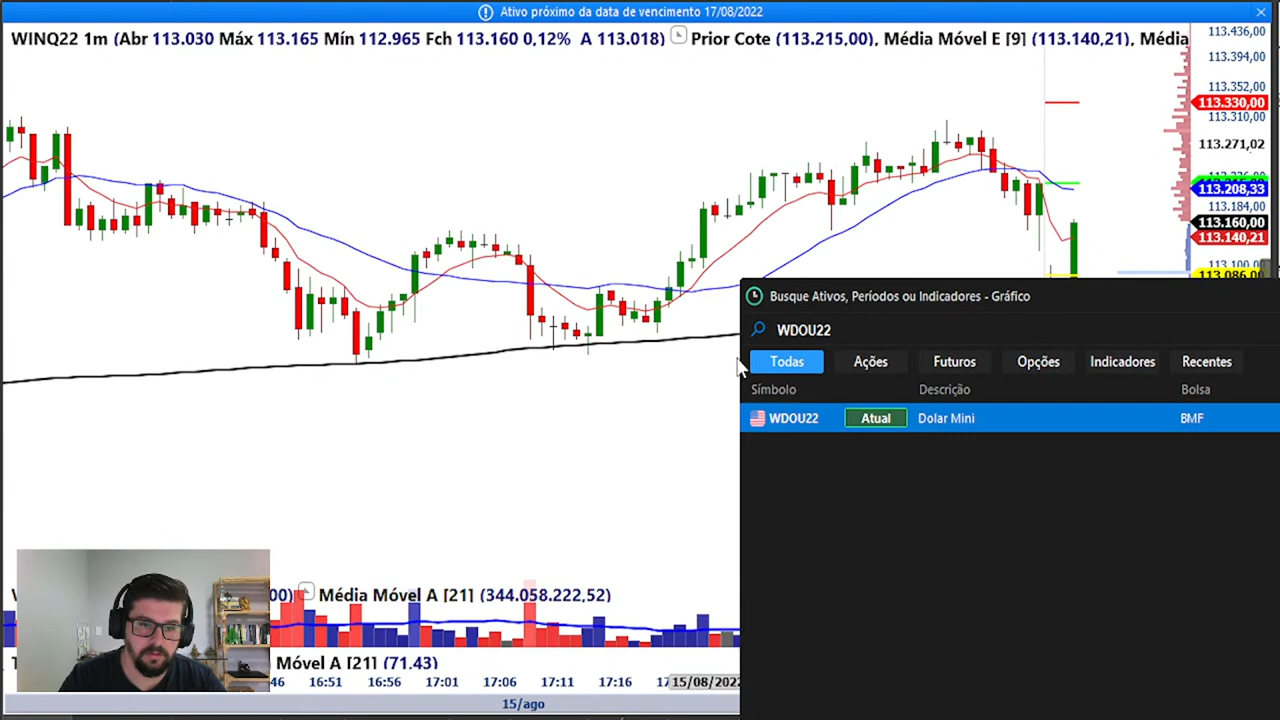 Ativo próximo da data de vencimento 17/08/2022
WINQ22 1m (Abr 113.030 Máx 113.165 Mín 112.965 Fch 113.160 0,12% A 113.018) Prior Cote (113.215,00), Média Móvel E [9] (113.140,21), Média
113.436,00
113.394,00
113.352,00
113.330,00
113.310,00
113.271,02
113.208,33
113.184,00
113.160,00
113.140,21
113.100,00
113.086,00
Busque Ativos, Períodos ou Indicadores - Gráfico
WDOU22
Todas Ações Futuros Opções Indicadores Recentes
Símbolo Descrição Bolsa
WDOU22 Atual Dolar Mini BMF
Média Móvel A [21] (344.058.222,52)
Móvel A [21] (71.43)
16:51 16:56 17:01 17:06 17:11 17:16 15/08/2022
15/ago